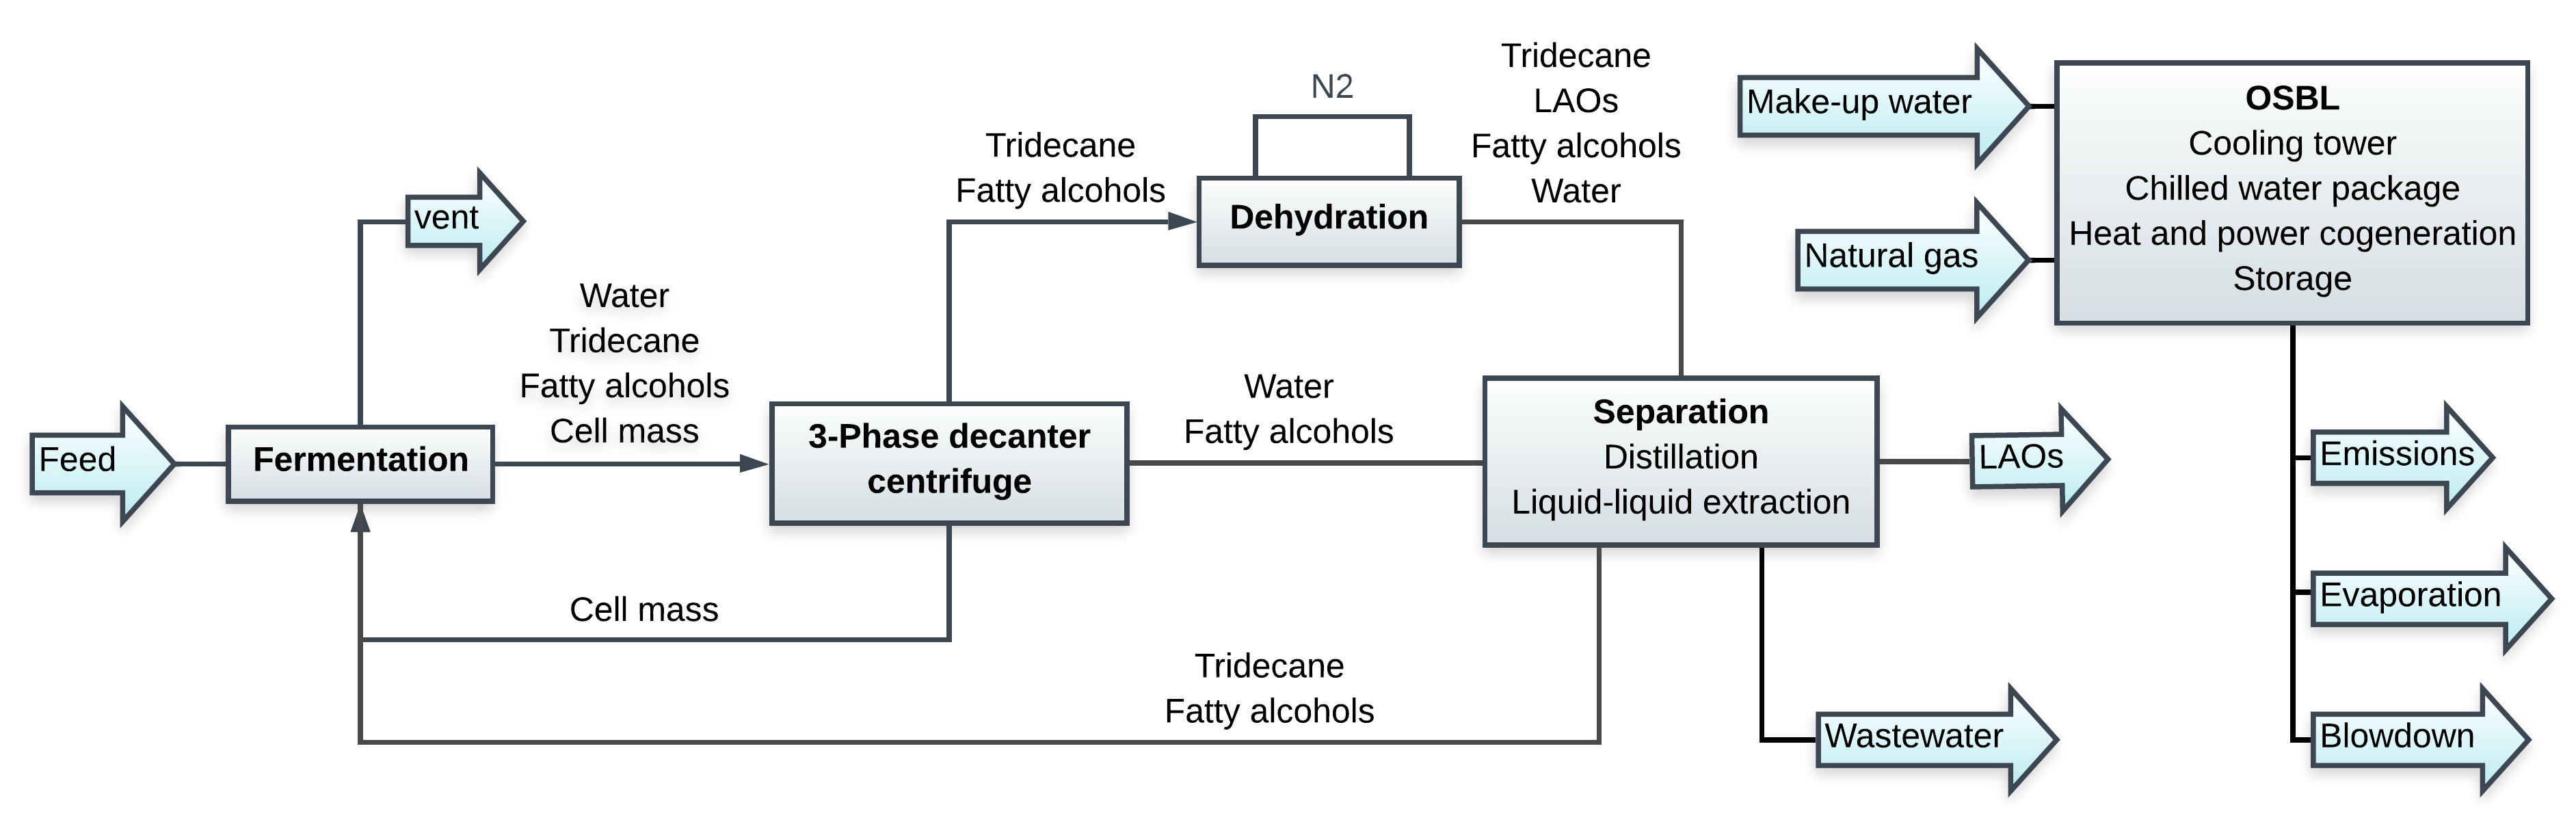 Feed
Fermentation
vent
Water
Tridecane
Fatty alcohols
Cell mass
3-Phase decanter
centrifuge
Cell mass
Tridecane
Fatty alcohols
N2
Dehydration
Tridecane
LAOs
Fatty alcohols
Water
Water
Fatty alcohols
Separation
Distillation
Liquid-liquid extraction
Tridecane
Fatty alcohols
LAOs
Wastewater
Make-up water
Natural gas
OSBL
Cooling tower
Chilled water package
Heat and power cogeneration
Storage
Emissions
Evaporation
Blowdown